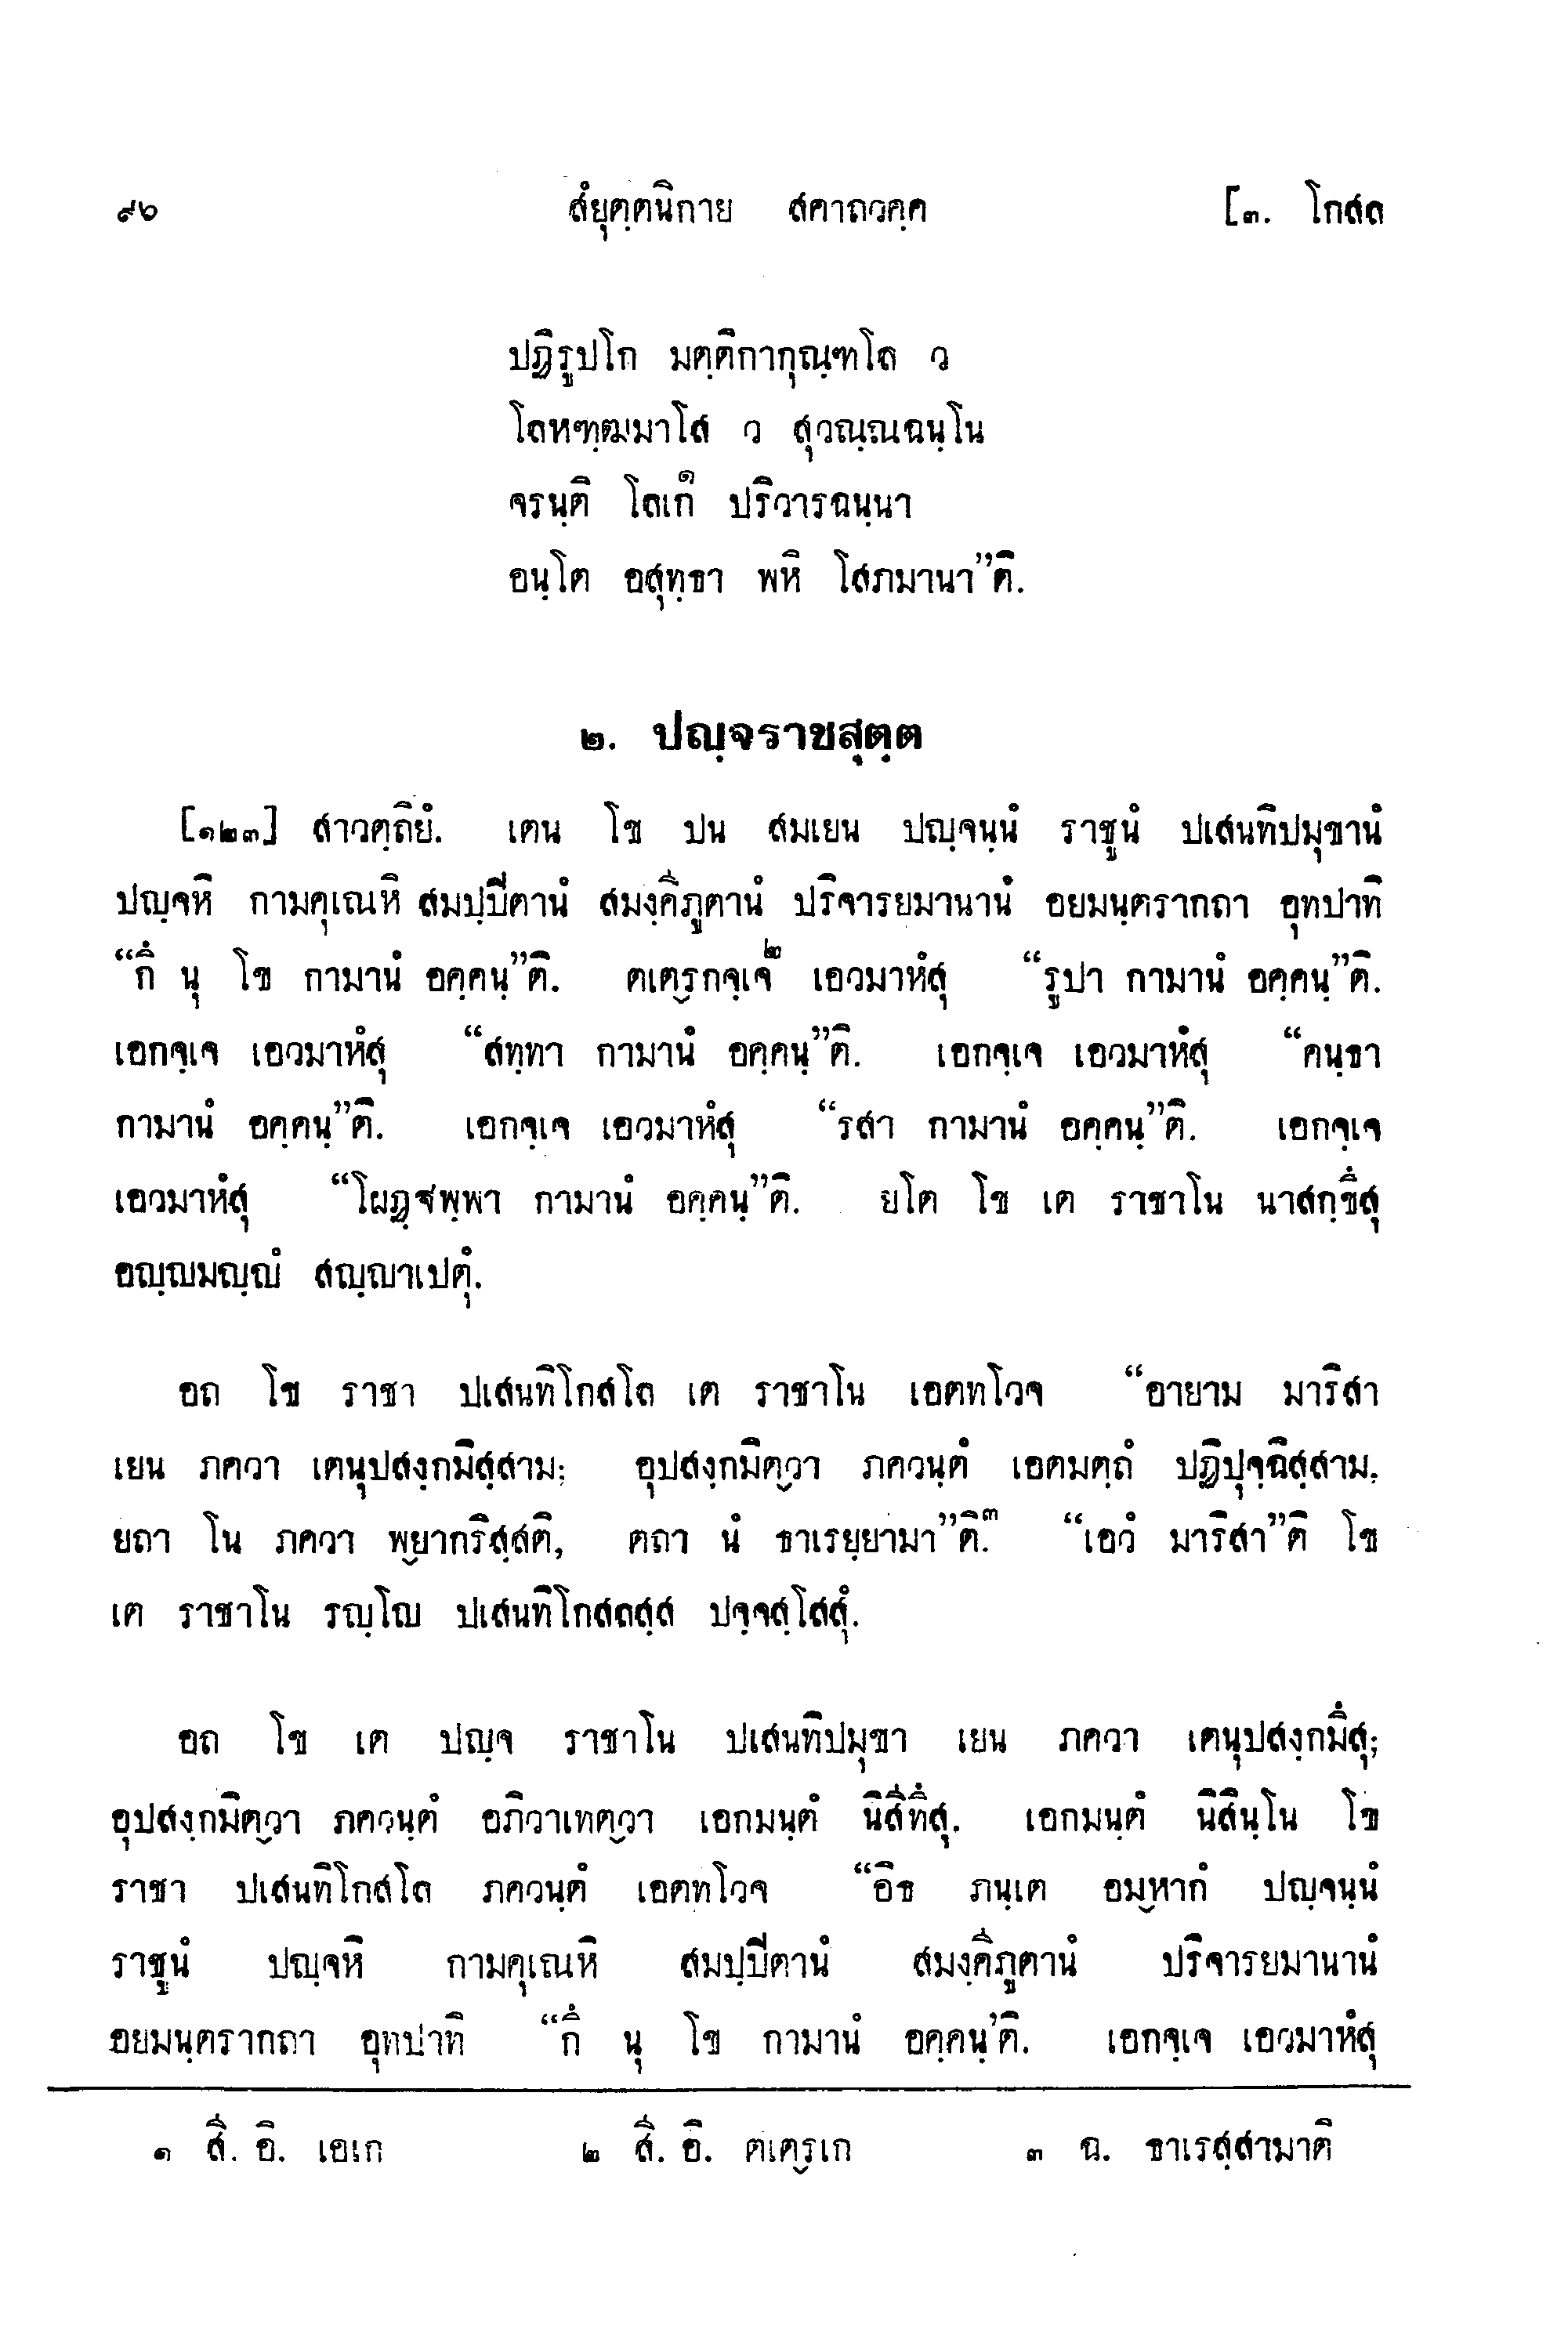 ๙๖ สํยุตฺตนิกาย สคาถวคฺค [๓. โกสล
ปฏิรูปโก มตฺติกากุณฺฑโล ว
โลหฑฺฒมาโส ว สุวณฺณฉนฺโน
จรนฺติ โลเก๑ ปริวารฉนฺนา
อนฺโต อสุทฺธา พหิ โสภมานา”ติ.
๒. ปญฺจราชสุตฺต
[๑๒๓] สาวตฺถิยํ. เตน โข ปน สมเยน ปญฺจนฺนํ ราชูนํ ปเสนทิปมุขานํ
ปญฺจหิ กามคุเณหิ สมปฺปิตานํ สมงฺคิภูตานํ ปริจารยมานานํ อยมนฺตรากถา อุทปาทิ
“กึ นุ โข กามานํ อคฺคนฺ”ติ. ตเตฺรกจฺเจ๒ เอวมาหํสุ “รูปา กามานํ อคฺคนฺ”ติ.
เอกจฺเจ เอวมาหํสุ “สทฺทา กามานํ อคฺคนฺ”ติ. เอกจฺเจ เอวมาหํสุ “คนฺธา
กามานํ อคฺคนฺ”ติ. เอกจฺเจ เอวมาหํสุ “รสา กามานํ อคฺคนฺ”ติ. เอกจฺเจ
เอวมาหํสุ “โผฏฺฐพฺพา กามานํ อคฺคนฺ”ติ. ยโต โข เต ราชาโน นาสกฺขึสุ
อญฺญมญฺญํ สญฺญาเปตุํ.
อถ โข ราชา ปเสนทิโกสโล เต ราชาโน เอตทโวจ “อายาม มาริสา
เยน ภควา เตนุปสงฺกมิสฺสาม; อุปสงฺกมิตฺวา ภควนฺตํ เอตมตฺถํ ปฏิปุจฺฉิสฺสาม.
ยถา โน ภควา พฺยากริสฺสติ, ตถา นํ ธาเรยฺยามา”ติ.๓ “เอวํ มาริสา”ติ โข
เต ราชาโน รญฺโญ ปเสนทิโกสลสฺส ปจฺจสฺโสสุํ.
อถ โข เต ปญฺจ ราชาโน ปเสนทิปมุขา เยน ภควา เตนุปสงฺกมึสุ;
อุปสงฺกมิตฺวา ภควนฺตํ อภิวาเทตฺวา เอกมนฺตํ นิสีทึสุ. เอกมนฺตํ นิสินฺโน โข
ราชา ปเสนทิโกสโล ภควนฺตํ เอตทโวจ “อิธ ภนฺเต อมฺหากํ ปญฺจนฺนํ
ราชูนํ ปญฺจหิ กามคุเณหิ สมปฺปิตานํ สมงฺคิภูตานํ ปริจารยมานานํ
อยมนฺตรากถา อุทปาทิ “กึ นุ โข กามานํ อคฺคนฺ’ติ. เอกจฺเจ เอวมาหํสุ
๑ สี. อิ. เอเก ๒ สี. อิ. ตเตฺรเก ๓ ฉ. ธาเรสฺสามาติ